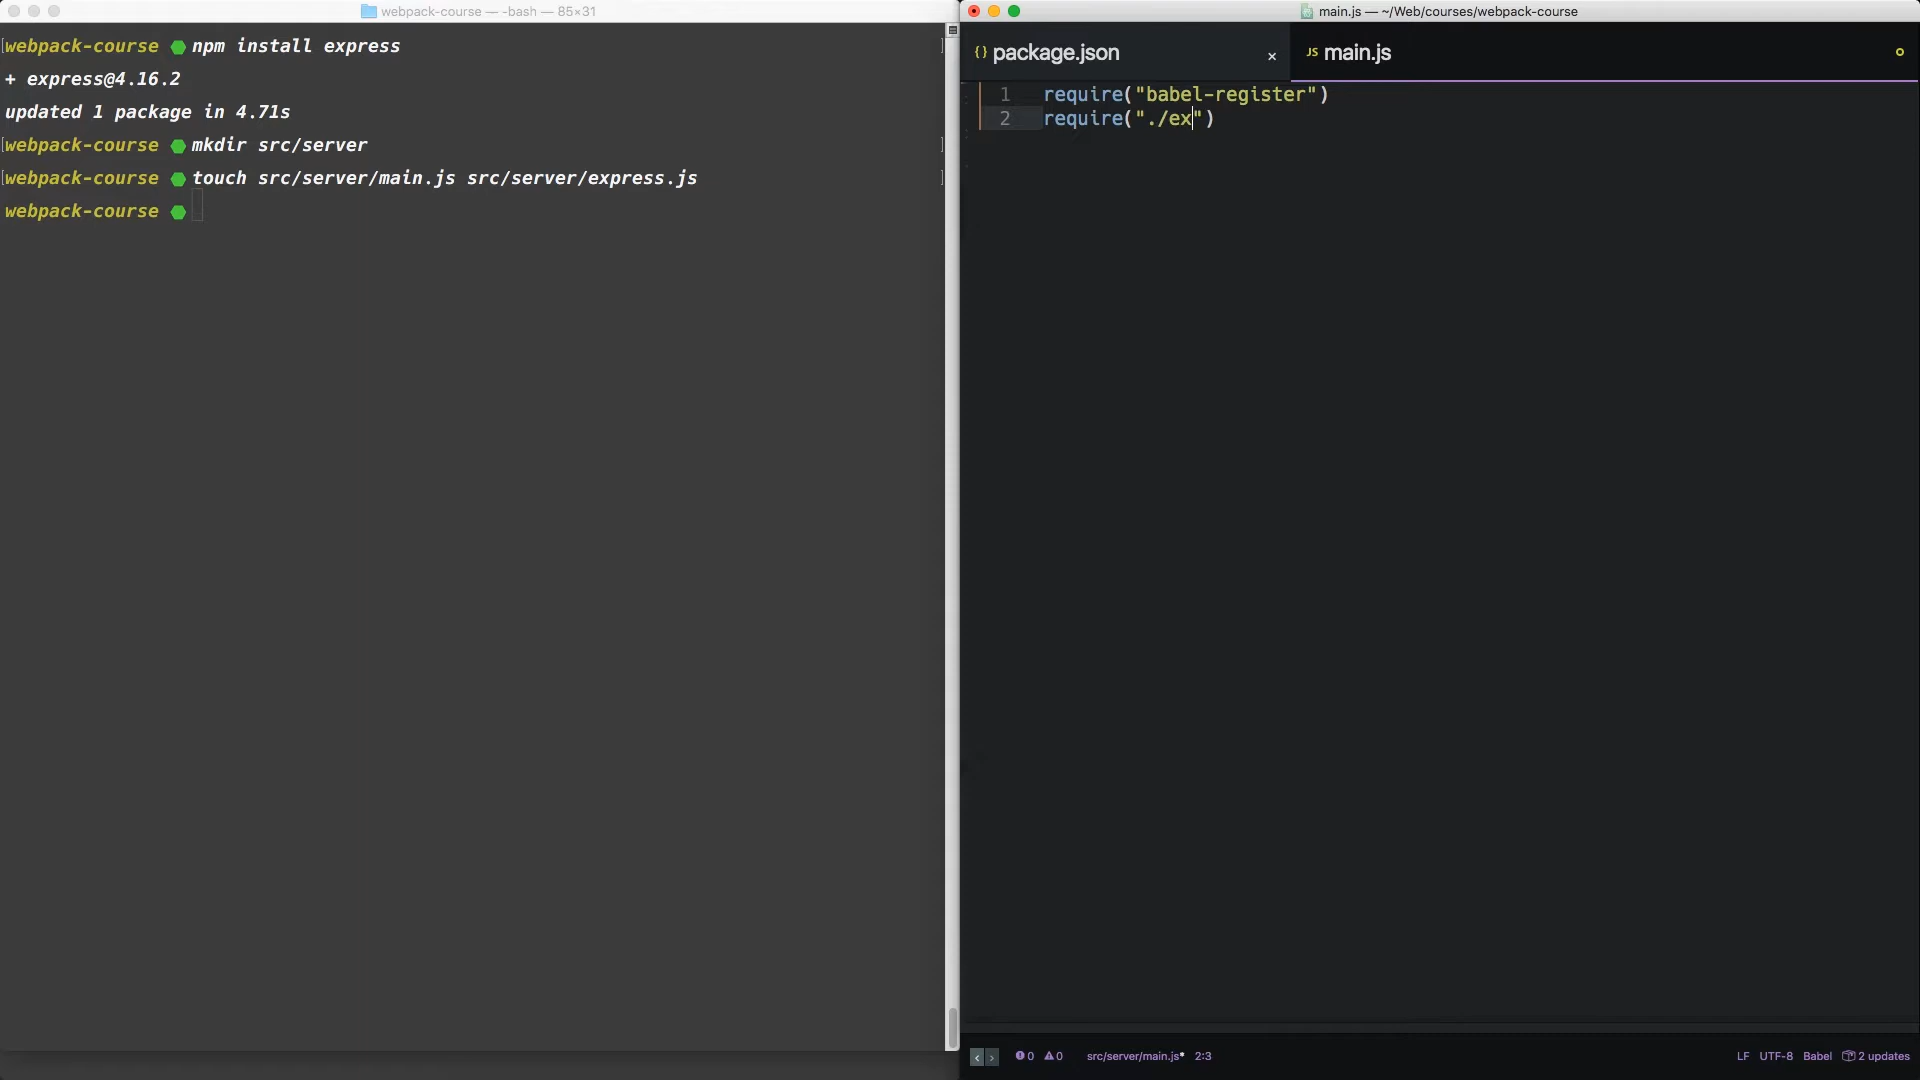 webpack-course — -bash — 85×31
webpack-course npm install express
+ express@4.16.2
updated 1 package in 4.71s
webpack-course mkdir src/server
webpack-course touch src/server/main.js src/server/express.js
webpack-course
main.js — ~/Web/courses/webpack-course
{} package.json × JS main.js
1 require("babel-register")
2 require("./ex")
0 0 src/server/main.js* 2:3 LF UTF-8 Babel 2 updates